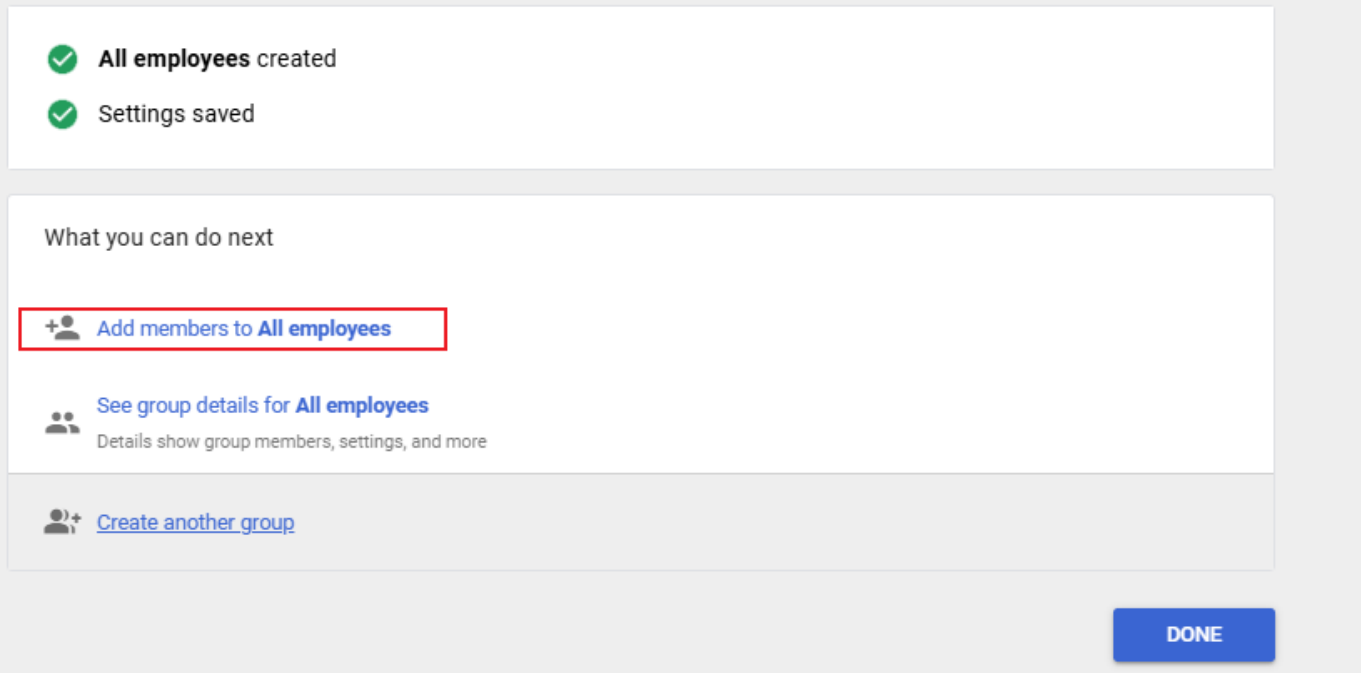 All employees created
Settings saved
What you can do next
Add members to All employees
See group details for All employees
Details show group members, settings, and more
Create another group
DONE